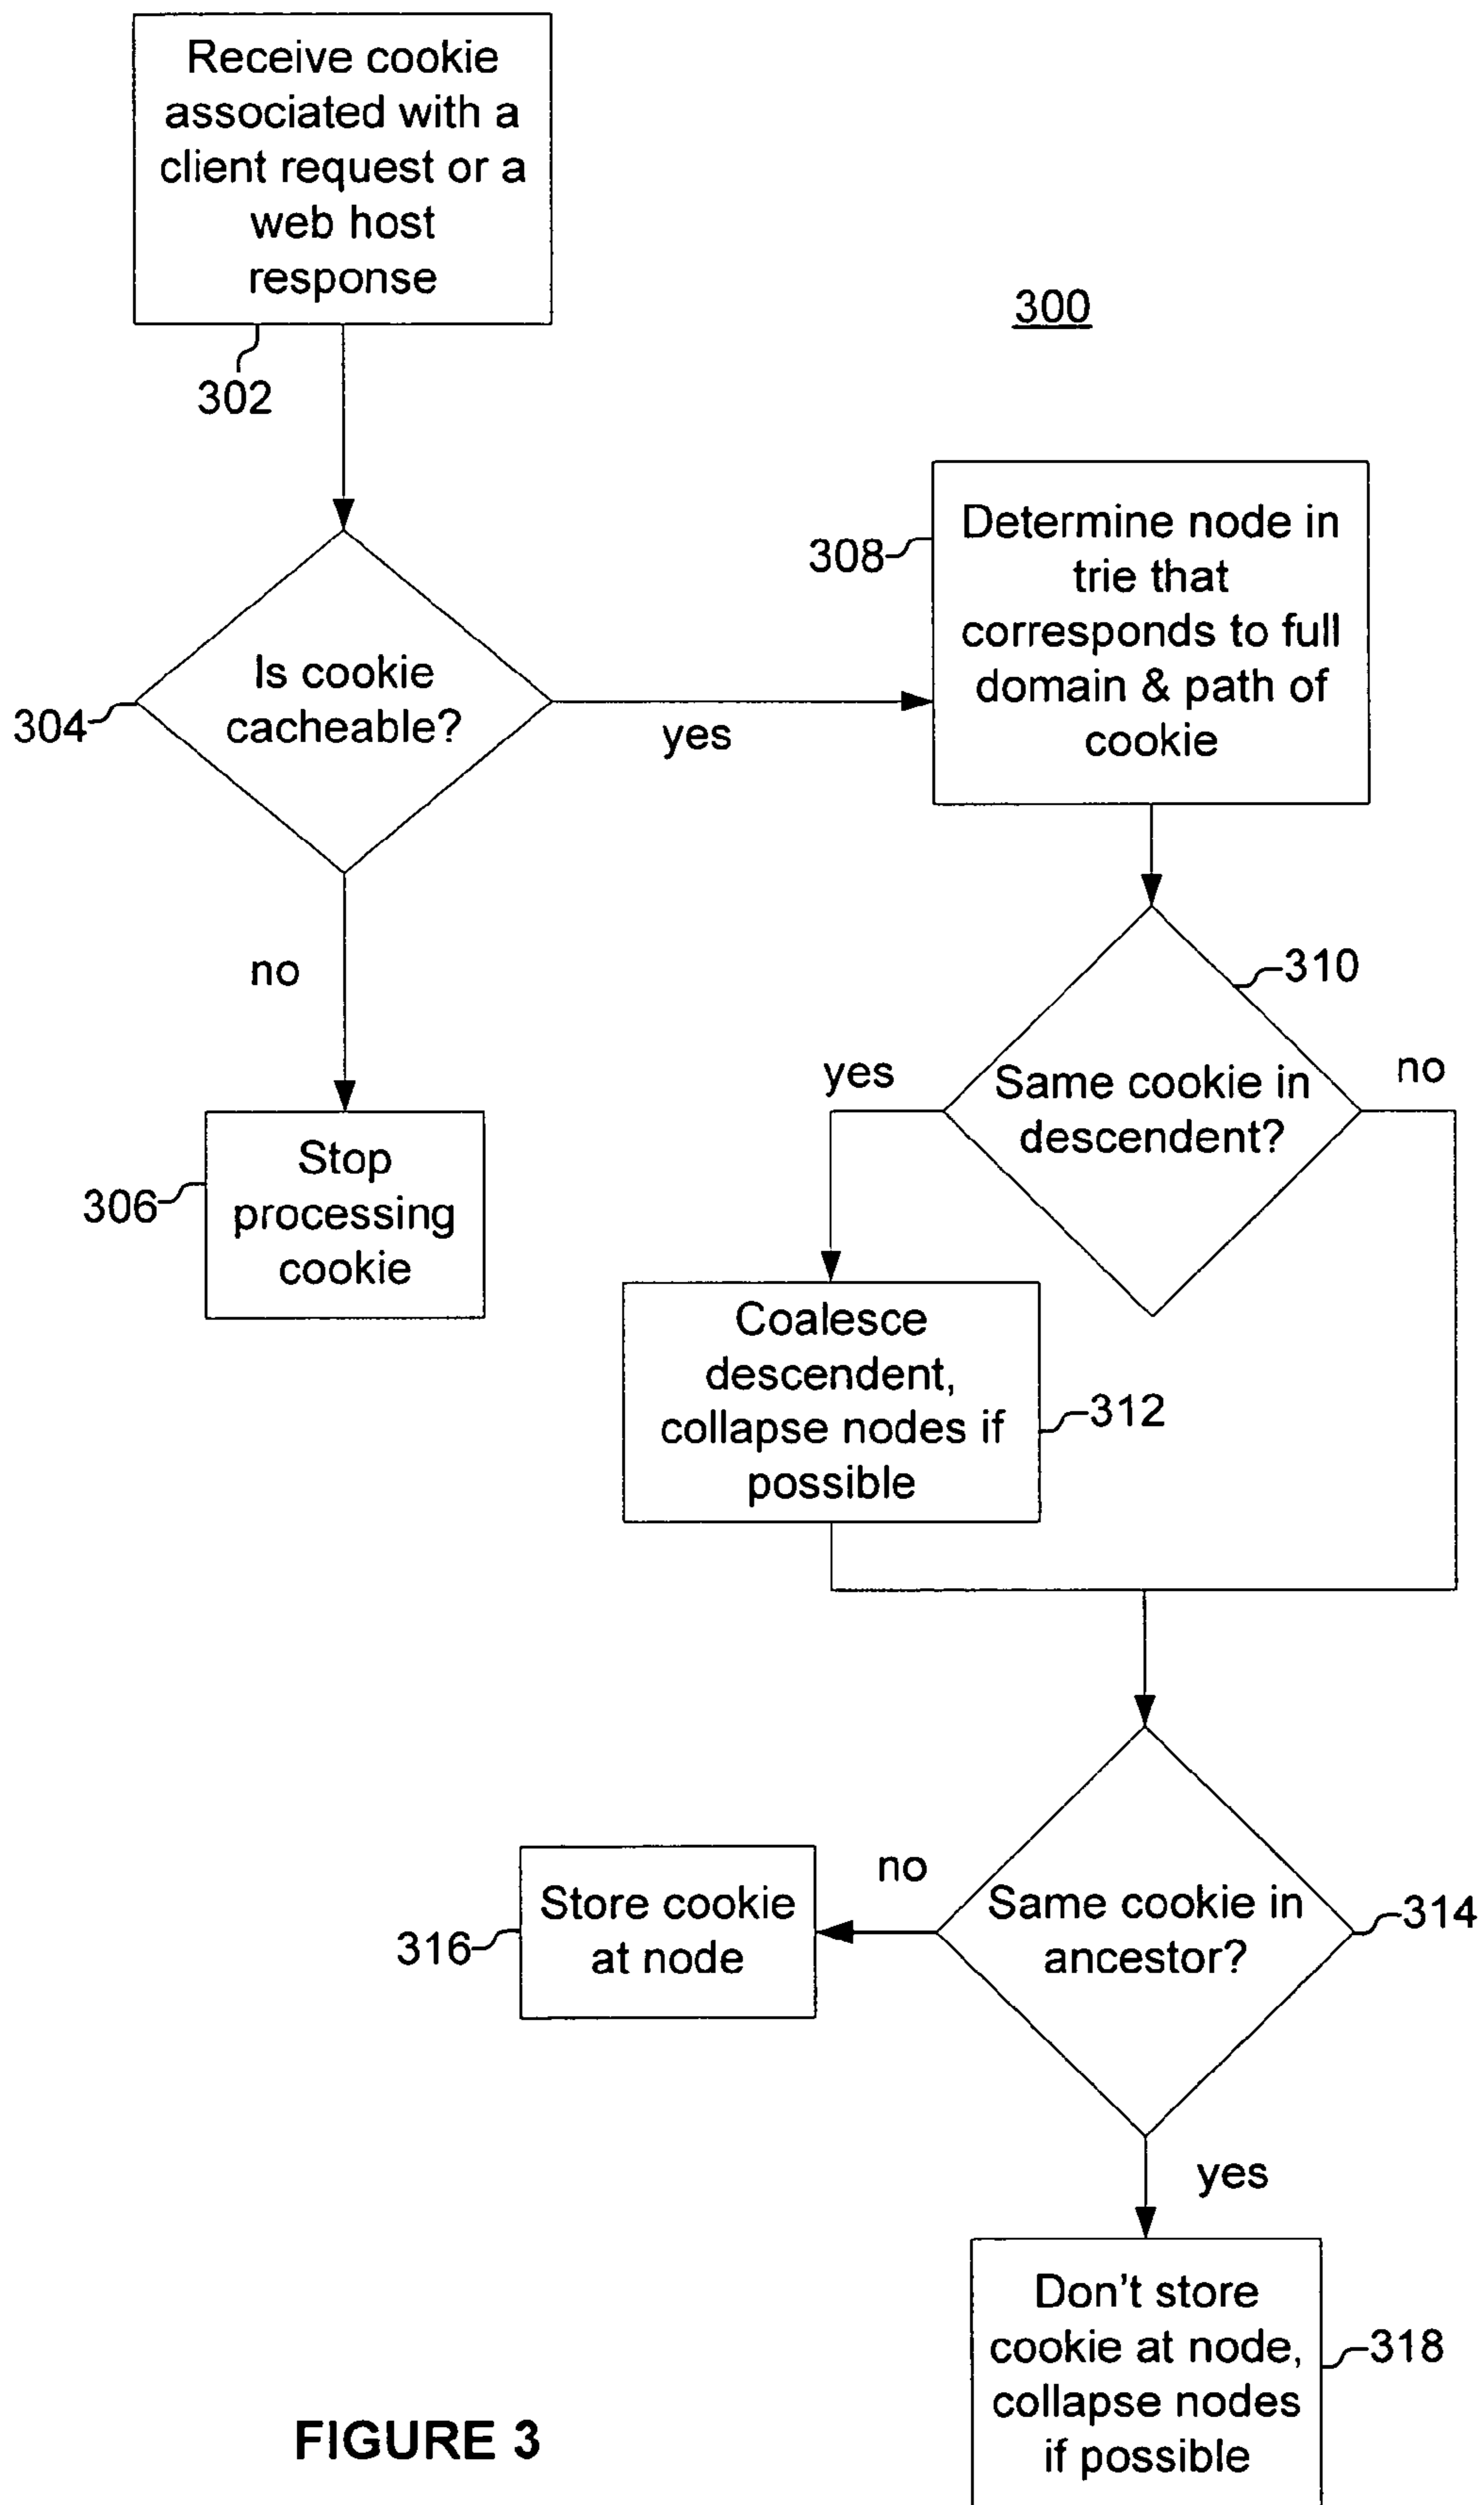 Receive cookie
associated with a
client request or a
web host
response
302
300
Is cookie
cacheable?
304
yes
no
Stop
processing
cookie
306
308
Determine node in
trie that
corresponds to full
domain & path of
cookie
310
Same cookie in
descendent?
yes
no
Coalesce
descendent,
collapse nodes if
possible
312
Same cookie in
ancestor?
314
no
Store cookie
at node
316
yes
Don't store
cookie at node,
collapse nodes
if possible
318
FIGURE 3